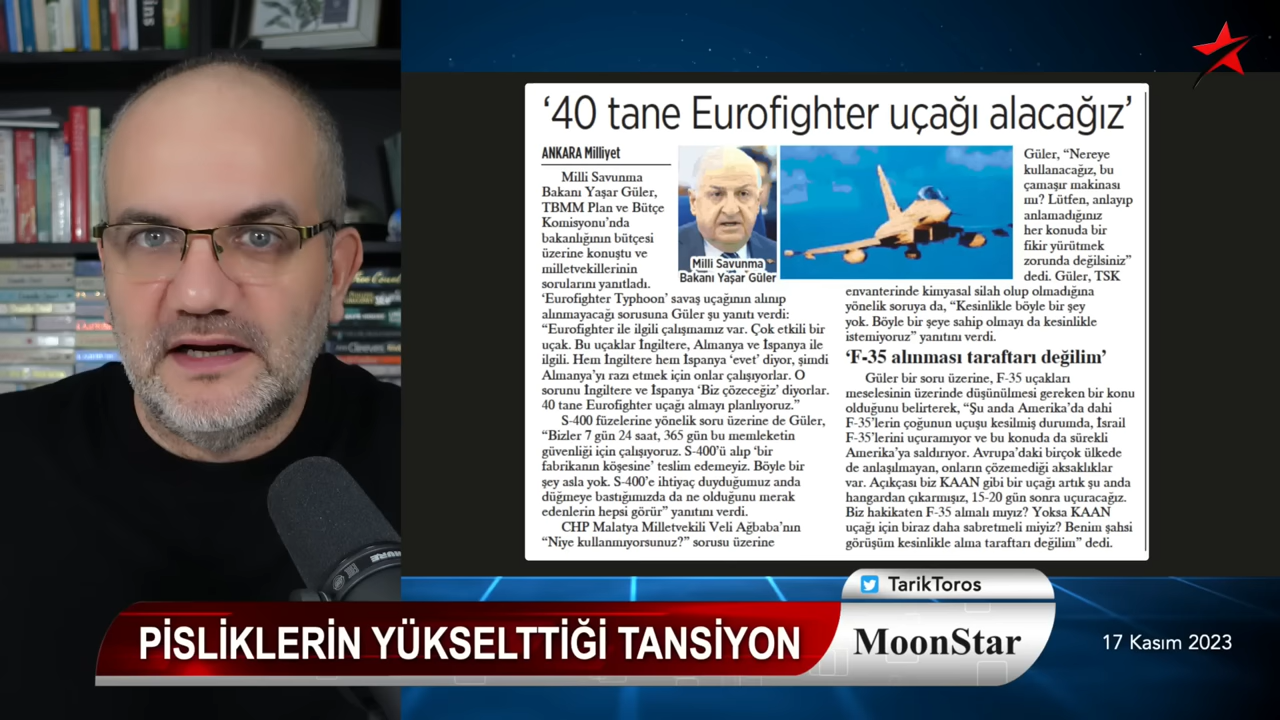 '40 tane Eurofighter uçağı alacağız'
ANKARA Milliyet
Milli Savunma
Bakanı Yaşar Güler,
TBMM Plan ve Bütçe
Komisyonu'nda
bakanlığının bütçesi
üzerine konuştu ve
milletvekillerinin
sorularını yanıtladı.
'Eurofighter Typhoon' savaş uçağının alınıp
alınmayacağı sorusuna Güler şu yanıtı verdi:
"Eurofighter ile ilgili çalışmamız var. Çok etkili bir
uçak. Bu uçaklar İngiltere, Almanya ve İspanya ile
ilgili. Hem İngiltere hem İspanya 'evet' diyor, şimdi
Almanya'yı razı etmek için onlar çalışıyorlar. O
sorunu İngiltere ve İspanya 'Biz çözeceğiz' diyorlar.
40 tane Eurofighter uçağı almayı planlıyoruz."
S-400 füzelerine yönelik soru üzerine de Güler,
"Bizler 7 gün 24 saat, 365 gün bu memleketin
güvenliği için çalışıyoruz. S-400'ü alıp 'bir
fabrikanın köşesine' teslim edemeyiz. Böyle bir
şey asla yok. S-400'e ihtiyaç duyduğumuz anda
düğmeye bastığımızda da ne olduğunu merak
edenlerin hepsi görür" yanıtını verdi.
CHP Malatya Milletvekili Veli Ağbaba'nın
"Niye kullanmıyorsunuz?" sorusu üzerine
Milli Savunma
Bakanı Yaşar Güler
Güler, "Nereye
kullanacağız, bu
çamaşır makinası
mı? Lütfen, anlayıp
anlamadığınız
her konuda bir
fikir yürütmek
zorunda değilsiniz"
dedi. Güler, TSK
envanterinde kimyasal silah olup olmadığına
yönelik soruya da, "Kesinlikle böyle bir şey
yok. Böyle bir şeye sahip olmayı da kesinlikle
istemiyoruz" yanıtını verdi.
'F-35 alınması taraftarı değilim'
Güler bir soru üzerine, F-35 uçakları
meselesinin üzerinde düşünülmesi gereken bir konu
olduğunu belirterek, "Şu anda Amerika'da dahi
F-35'lerin çoğunun uçuşu kesilmiş durumda, İsrail
F-35'lerini uçuramıyor ve bu konuda da sürekli
Amerika'ya saldırıyor. Avrupa'daki birçok ülkede
de anlaşılmayan, onların çözemediği aksaklıklar
var. Açıkçası biz KAAN gibi bir uçağı artık şu anda
hangardan çıkarmışız, 15-20 gün sonra uçuracağız.
Biz hakikaten F-35 almalı mıyız? Yoksa KAAN
uçağı için biraz daha sabretmeli miyiz? Benim şahsi
görüşüm kesinlikle alma taraftarı değilim" dedi.
TarikToros
PİSLİKLERİN YÜKSELTTİĞİ TANSİYON
MoonStar
17 Kasım 2023